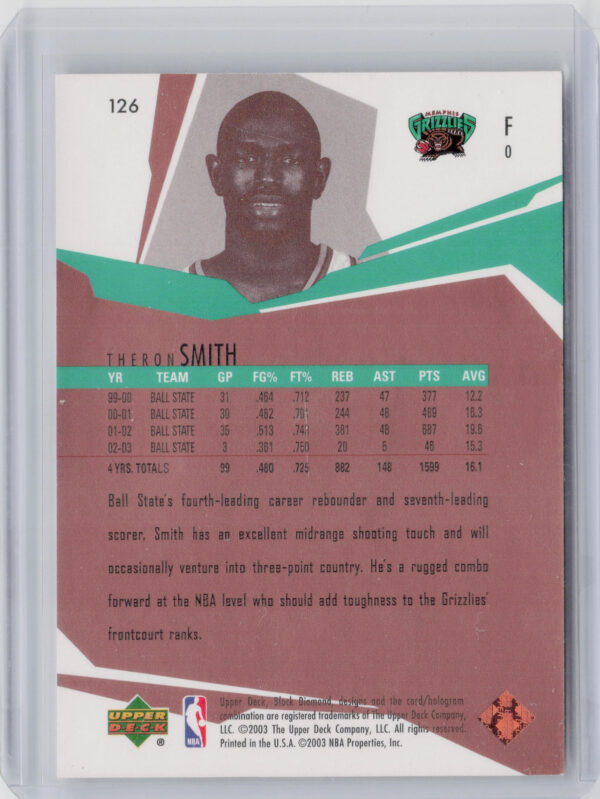 126
MEMPHIS
GRIZZLIES
F
0
THERON SMITH
YR TEAM GP FG% FT% REB AST PTS AVG
99-00 BALL STATE 31 .464 .712 237 47 377 12.2
00-01 BALL STATE 30 .482 .701 244 48 489 16.3
01-02 BALL STATE 35 .513 .743 381 48 687 19.6
02-03 BALL STATE 3 .361 .750 20 5 46 15.3
4 YRS. TOTALS 99 .480 .725 882 148 1599 16.1
Ball State's fourth-leading career rebounder and seventh-leading
scorer, Smith has an excellent midrange shooting touch and will
occasionally venture into three-point country. He's a rugged combo
forward at the NBA level who should add toughness to the Grizzlies'
frontcourt ranks.
UPPER
DECK
®
NBA
Upper Deck, Black Diamond, designs and the card/hologram
combination are registered trademarks of The Upper Deck Company,
LLC. ©2003 The Upper Deck Company, LLC. All rights reserved.
Printed in the U.S.A. ©2003 NBA Properties, Inc.